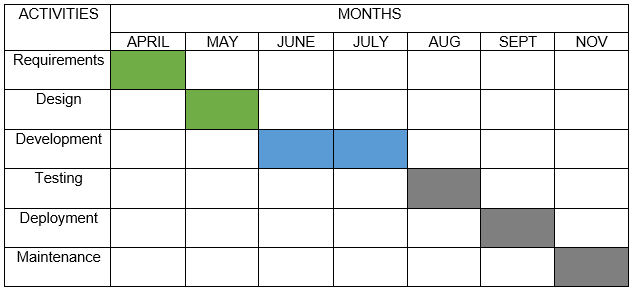 ACTIVITIES MONTHS
APRIL MAY JUNE JULY AUG SEPT NOV
Requirements
Design
Development
Testing
Deployment
Maintenance